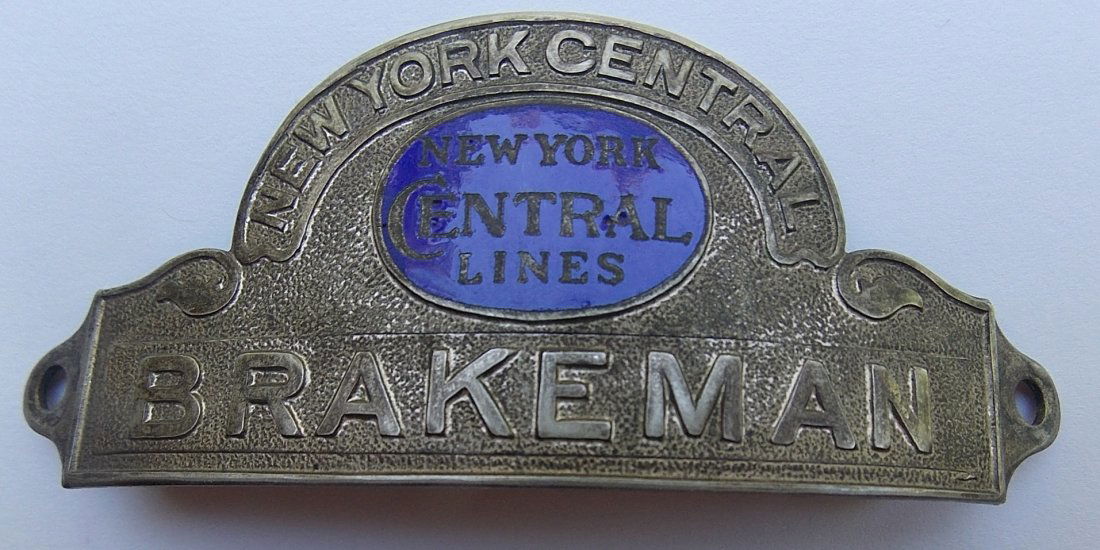 NEW YORK CENTRAL
NEW YORK
CENTRAL
LINES
BRAKEMAN